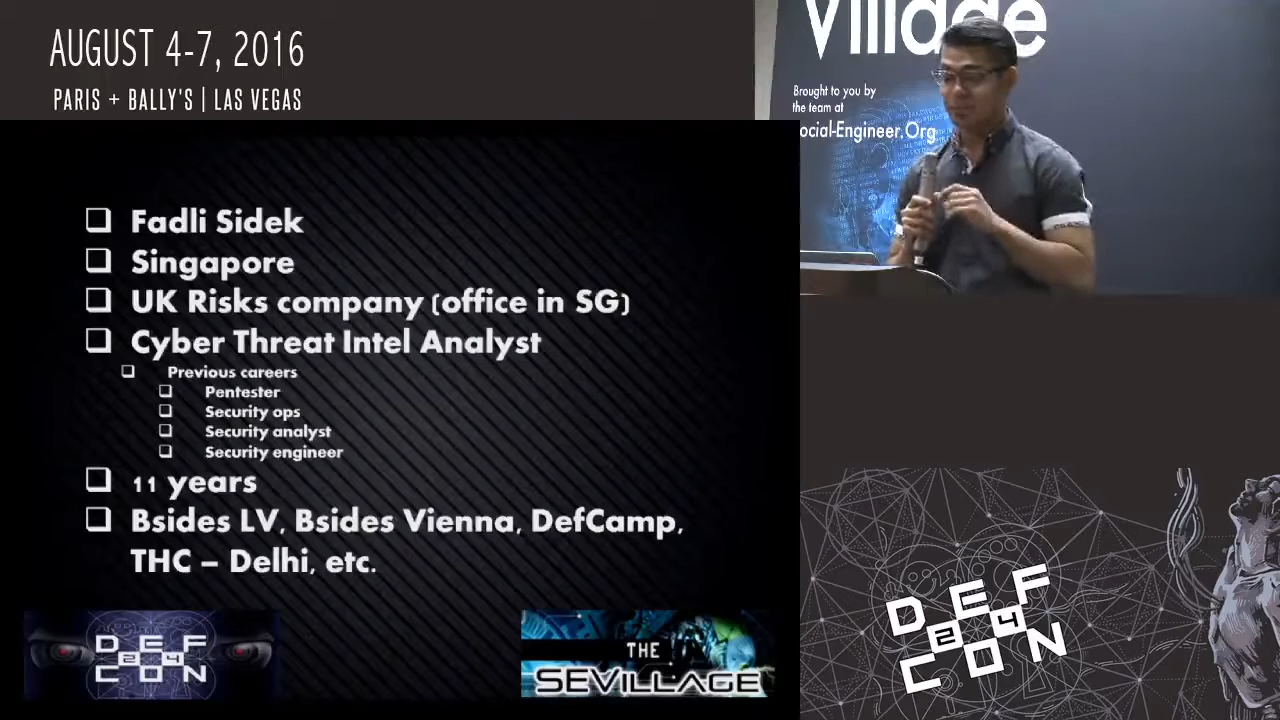 AUGUST 4-7, 2016
PARIS + BALLY'S | LAS VEGAS
Village
Brought to you by
the team at
ocial-Engineer.Org
❑ Fadli Sidek
❑ Singapore
❑ UK Risks company (office in SG)
❑ Cyber Threat Intel Analyst
❑ Previous careers
❑ Pentester
❑ Security ops
❑ Security analyst
❑ Security engineer
❑ 11 years
❑ Bsides LV, Bsides Vienna, DefCamp,
THC – Delhi, etc.
DEF
24
CON
THE
SEVILLAGE
DEF
24
CON